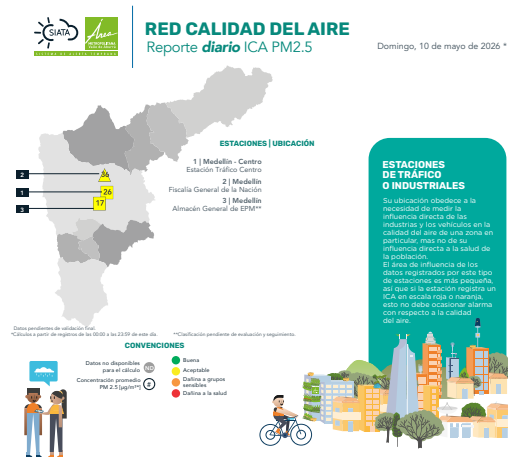 SIATA
Área
METROPOLITANA
Valle de Aburrá
RED CALIDAD DEL AIRE
Reporte diario ICA PM2.5
Domingo, 10 de mayo de 2026 *
ESTACIONES | UBICACIÓN
1 | Medellín - Centro
Estación Tráfico Centro
2 | Medellín
Fiscalía General de la Nación
3 | Medellín
Almacén General de EPM**
2
36
1
26
3
17
ESTACIONES
DE TRÁFICO
O INDUSTRIALES
Su ubicación obedece a la
necesidad de medir la
influencia directa de las
industrias y los vehículos en la
calidad del aire de una zona en
particular, mas no de su
influencia directa a la salud de
la población.
El área de influencia de los
datos registrados por este tipo
de estaciones es más pequeña,
así que si la estación registra un
ICA en escala roja o naranja,
esto no debe ocasionar alarma
con respecto a la calidad
del aire.
Datos pendientes de validación final.
*Cálculos a partir de registros de las 00:00 a las 23:59 de este día.
**Clasificación pendiente de evaluación y seguimiento.
CONVENCIONES
Datos no disponibles
para el cálculo
ND
Concentración promedio
PM 2.5 (µg/m**)
#
Buena
Aceptable
Dañina a grupos
sensibles
Dañina a la salud